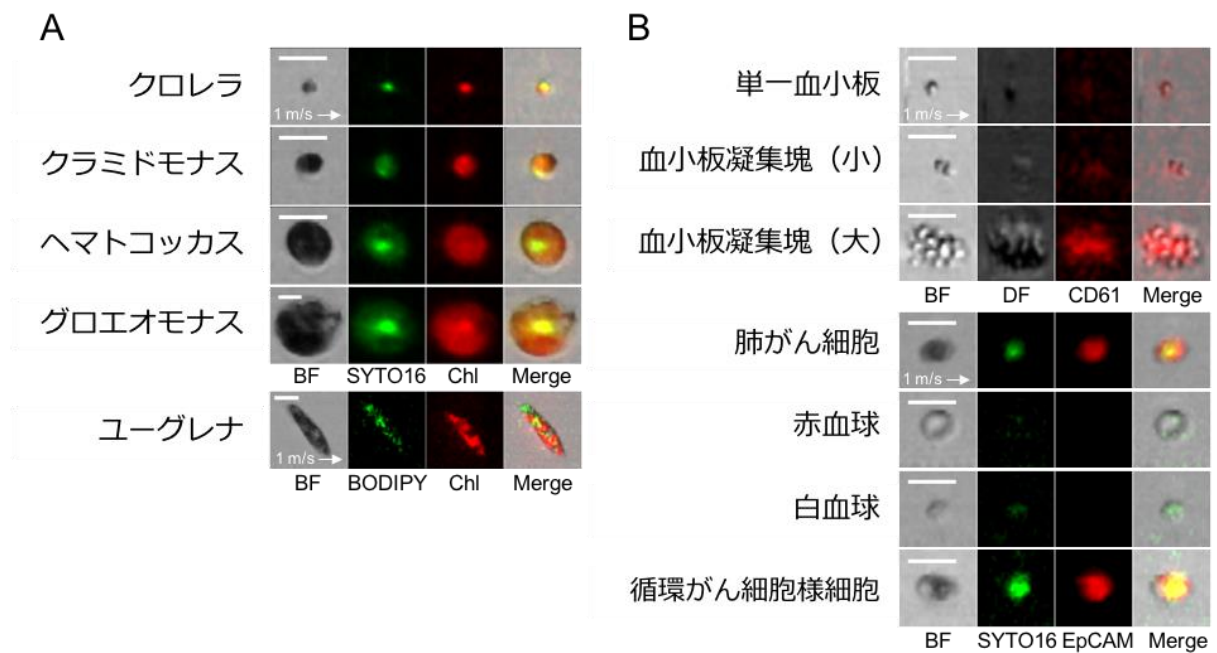 A
クロレラ
1 m/s →
クラミドモナス
ヘマトコッカス
グロエオモナス
BF SYTO16 Chl Merge
ユーグレナ
1 m/s →
BF BODIPY Chl Merge
B
単一血小板
1 m/s →
血小板凝集塊（小）
血小板凝集塊（大）
BF DF CD61 Merge
肺がん細胞
1 m/s →
赤血球
白血球
循環がん細胞様細胞
BF SYTO16 EpCAM Merge